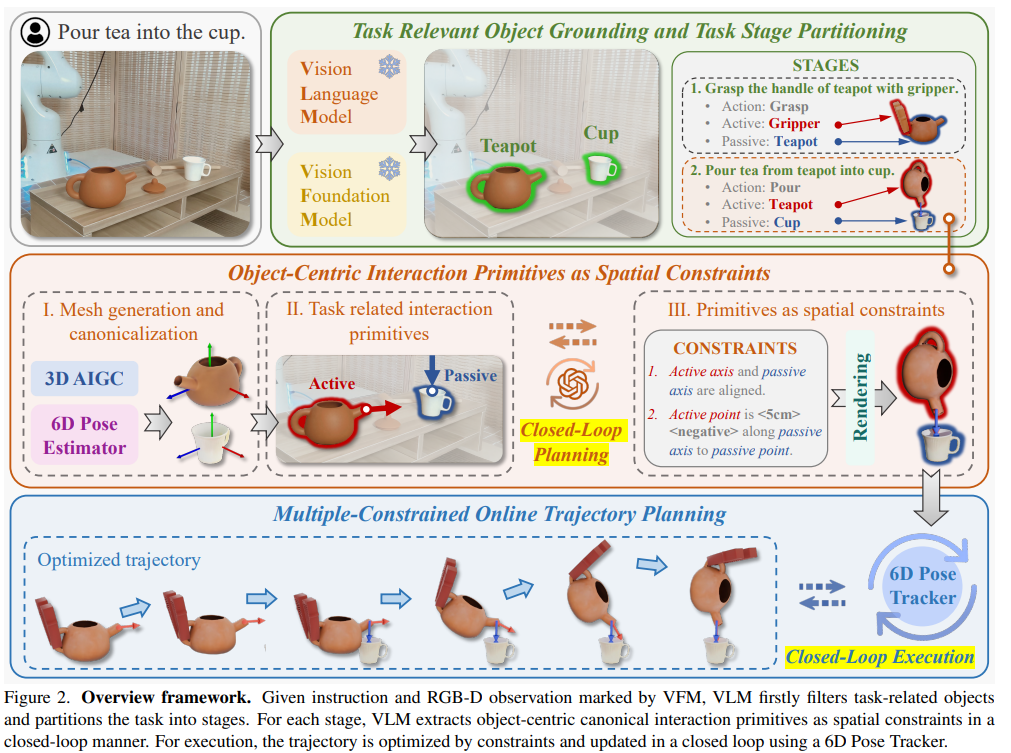 Pour tea into the cup.
Task Relevant Object Grounding and Task Stage Partitioning
Vision
Language
Model
Vision
Foundation
Model
Teapot
Cup
STAGES
1. Grasp the handle of teapot with gripper.
• Action: Grasp
• Active: Gripper
• Passive: Teapot
2. Pour tea from teapot into cup.
• Action: Pour
• Active: Teapot
• Passive: Cup
Object-Centric Interaction Primitives as Spatial Constraints
I. Mesh generation and
canonicalization
3D AIGC
6D Pose
Estimator
II. Task related interaction
primitives
Active
Passive
Closed-Loop
Planning
III. Primitives as spatial constraints
CONSTRAINTS
1. Active axis and passive
axis are aligned.
2. Active point is <5cm>
<negative> along passive
axis to passive point.
Rendering
Multiple-Constrained Online Trajectory Planning
Optimized trajectory
6D Pose
Tracker
Closed-Loop Execution
Figure 2. Overview framework. Given instruction and RGB-D observation marked by VFM, VLM firstly filters task-related objects
and partitions the task into stages. For each stage, VLM extracts object-centric canonical interaction primitives as spatial constraints in a
closed-loop manner. For execution, the trajectory is optimized by constraints and updated in a closed loop using a 6D Pose Tracker.